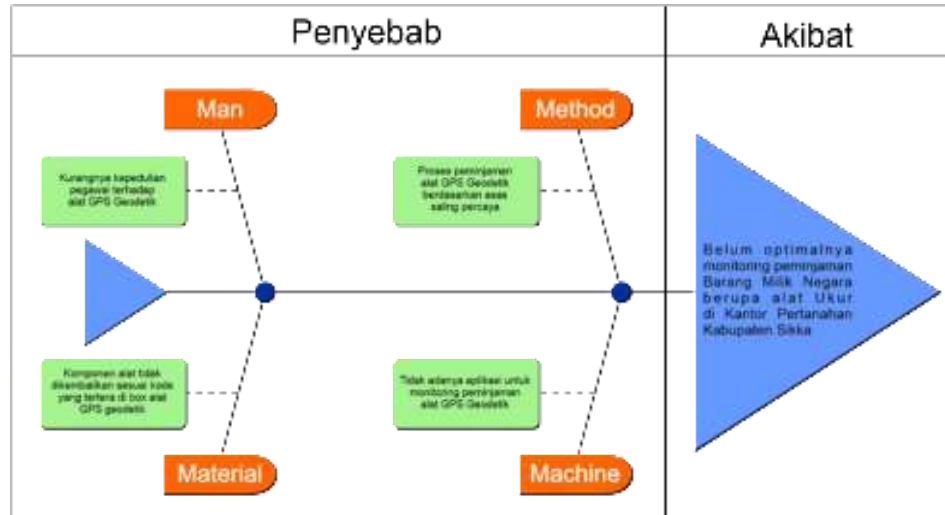 Penyebab
Akibat
Man
Method
Kurangnya kepedulian
pegawai terhadap
alat GPS Geodetik
Proses peminjaman
alat GPS Geodetik
berdasarkan asas
saling percaya
Belum optimalnya
monitoring peminjaman
Barang Milik Negara
berupa alat Ukur
di Kantor Pertanahan
Kabupaten Sikka
Komponen alat tidak
dikembalikan sesuai kode
yang tertera di box alat
GPS geodetik
Tidak adanya aplikasi untuk
monitoring peminjaman
alat GPS Geodetik
Material
Machine